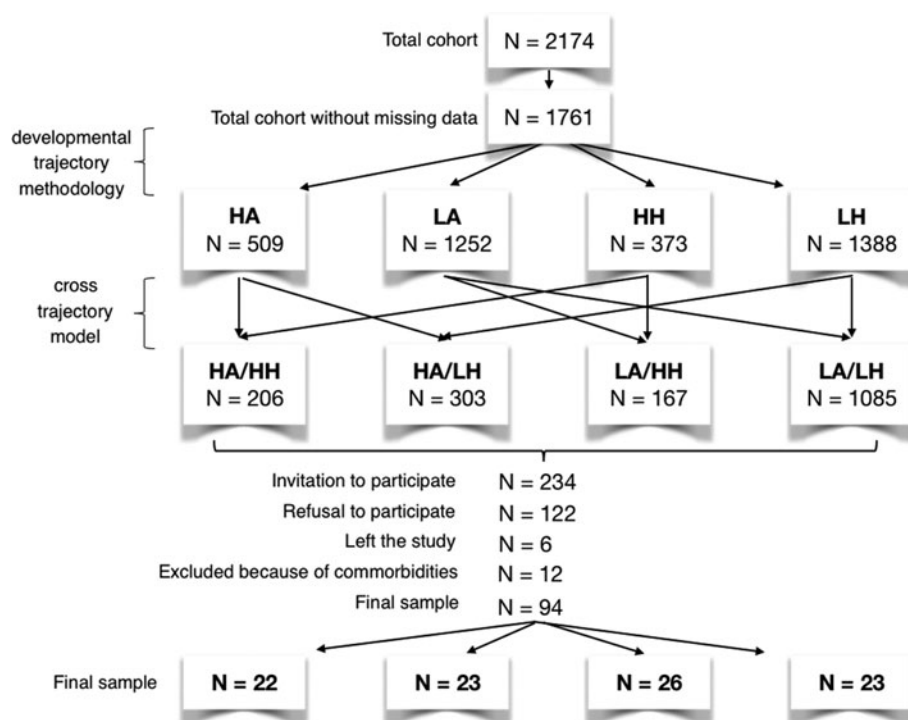 Total cohort N = 2174
Total cohort without missing data N = 1761
developmental
trajectory
methodology
HA LA HH LH
N = 509 N = 1252 N = 373 N = 1388
cross
trajectory
model
HA/HH HA/LH LA/HH LA/LH
N = 206 N = 303 N = 167 N = 1085
Invitation to participate N = 234
Refusal to participate N = 122
Left the study N = 6
Excluded because of commorbidities N = 12
Final sample N = 94
Final sample N = 22 N = 23 N = 26 N = 23